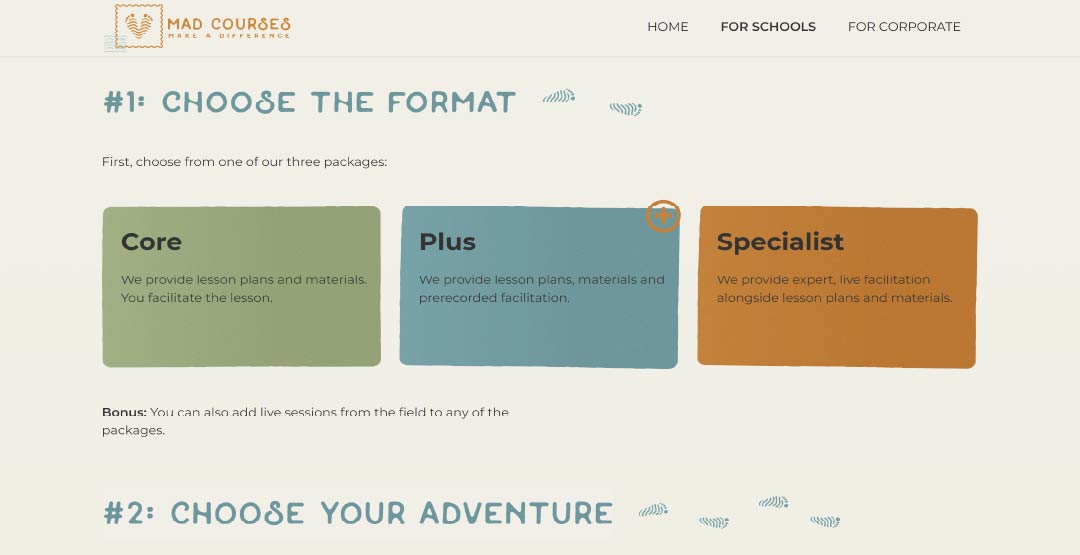 MAD COURSES
MAKE A DIFFERENCE
HOME
FOR SCHOOLS
FOR CORPORATE
#1: CHOOSE THE FORMAT
First, choose from one of our three packages:
Core
We provide lesson plans and materials.
You facilitate the lesson.
Plus
We provide lesson plans, materials and
prerecorded facilitation.
Specialist
We provide expert, live facilitation
alongside lesson plans and materials.
Bonus: You can also add live sessions from the field to any of the
packages.
#2: CHOOSE YOUR ADVENTURE